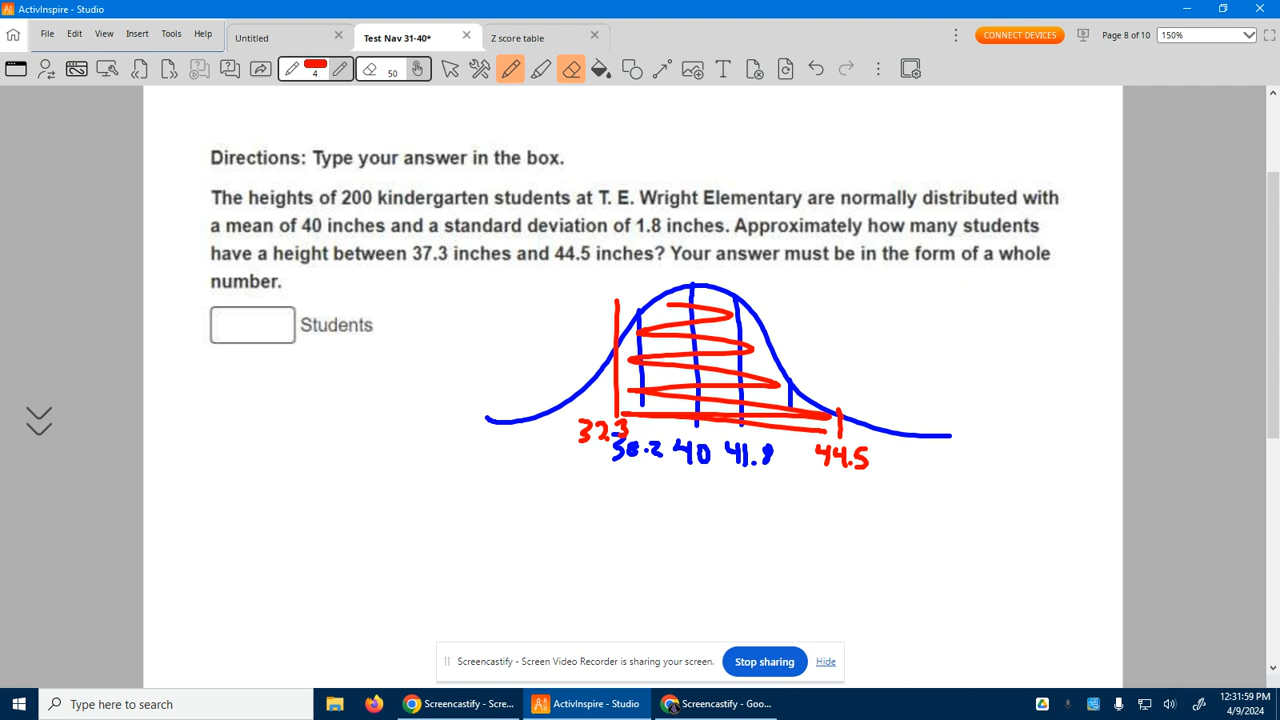 ActivInspire - Studio
File Edit View Insert Tools Help
Untitled
Test Nav 31-40*
Z score table
CONNECT DEVICES
Page 8 of 10
150%
4
50
Directions: Type your answer in the box.
The heights of 200 kindergarten students at T. E. Wright Elementary are normally distributed with
a mean of 40 inches and a standard deviation of 1.8 inches. Approximately how many students
have a height between 37.3 inches and 44.5 inches? Your answer must be in the form of a whole
number.
Students
37.3
38.2 40 41.8 44.5
Screencastify - Screen Video Recorder is sharing your screen. Stop sharing Hide
Type here to search
Screencastify - Scre...
ActivInspire - Studio
Screencastify - Goo...
12:31:59 PM
4/9/2024